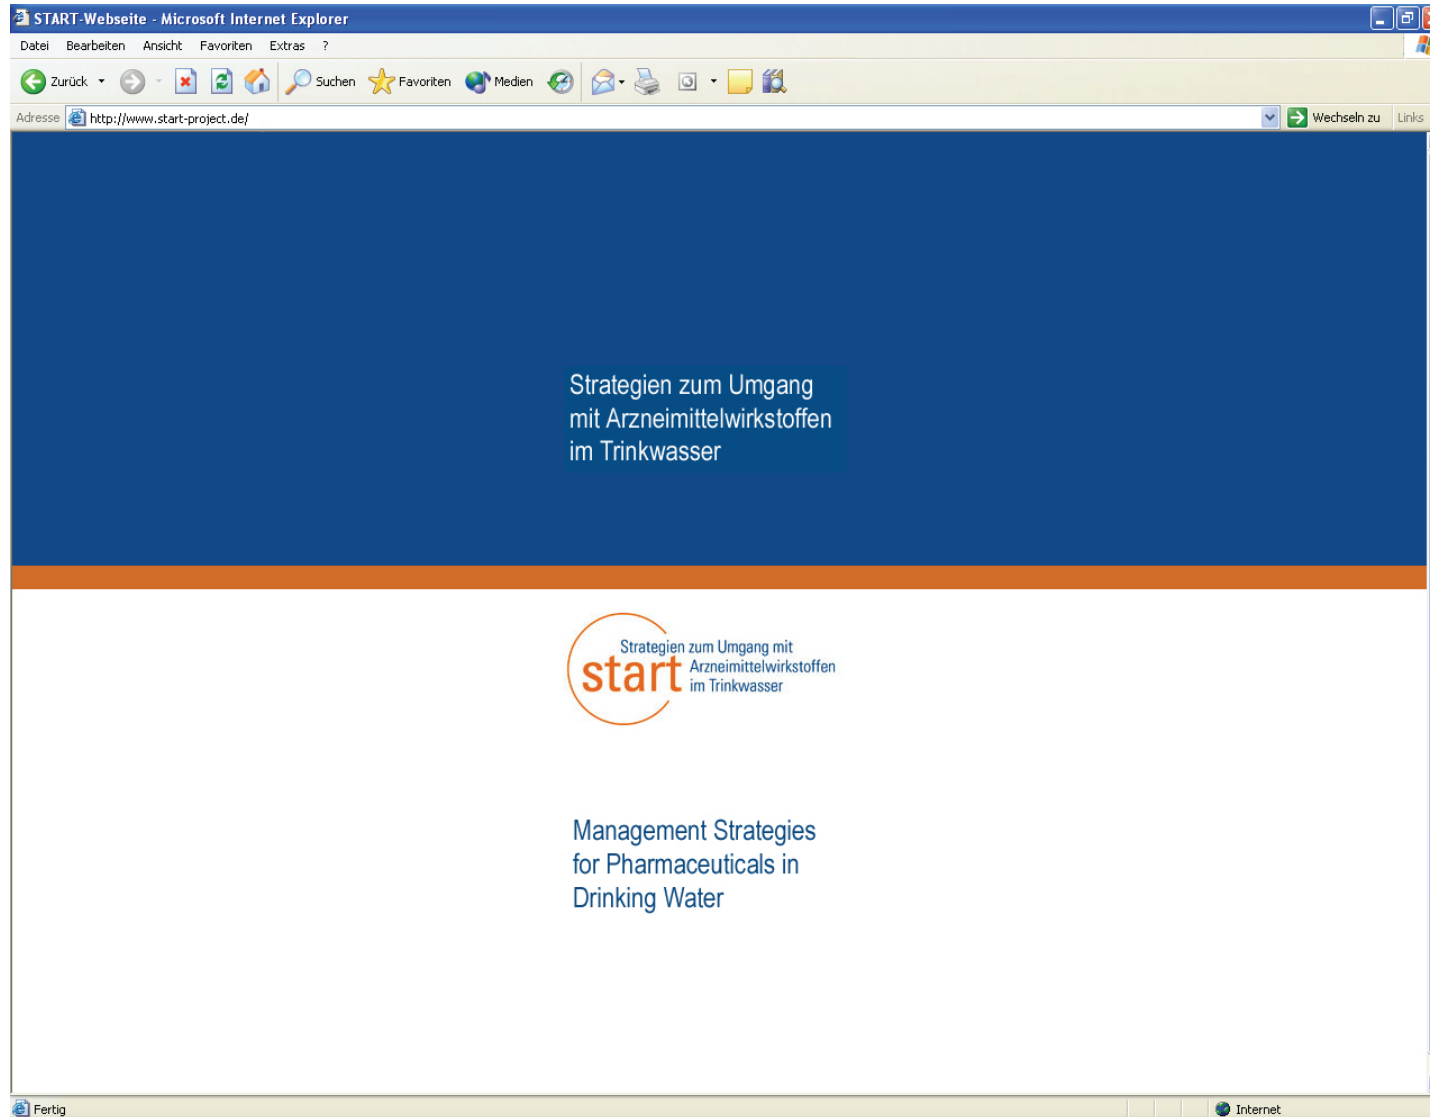 START-Webseite - Microsoft Internet Explorer
Datei Bearbeiten Ansicht Favoriten Extras ?
Zurück Suchen Favoriten Medien
Adresse http://www.start-project.de/ Wechseln zu Links
Strategien zum Umgang
mit Arzneimittelwirkstoffen
im Trinkwasser
Strategien zum Umgang mit
start Arzneimittelwirkstoffen
im Trinkwasser
Management Strategies
for Pharmaceuticals in
Drinking Water
Fertig Internet